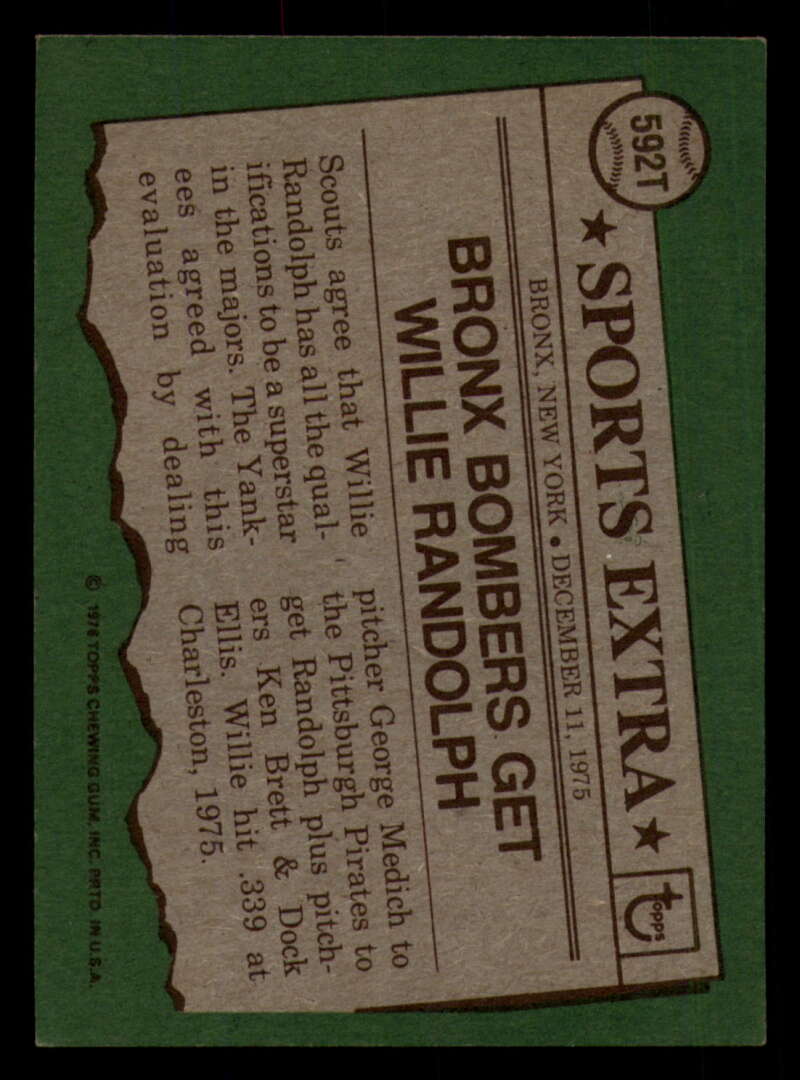 592T
★ SPORTS EXTRA ★
topps
BRONX, NEW YORK • DECEMBER 11, 1975
BRONX BOMBERS GET
WILLIE RANDOLPH
Scouts agree that Willie
Randolph has all the qual-
ifications to be a superstar
in the majors. The Yank-
ees agreed with this
evaluation by dealing
pitcher George Medich to
the Pittsburgh Pirates to
get Randolph plus pitch-
ers Ken Brett & Dock
Ellis. Willie hit .339 at
Charleston, 1975.
© 1976 TOPPS CHEWING GUM, INC. PRTD. IN U.S.A.